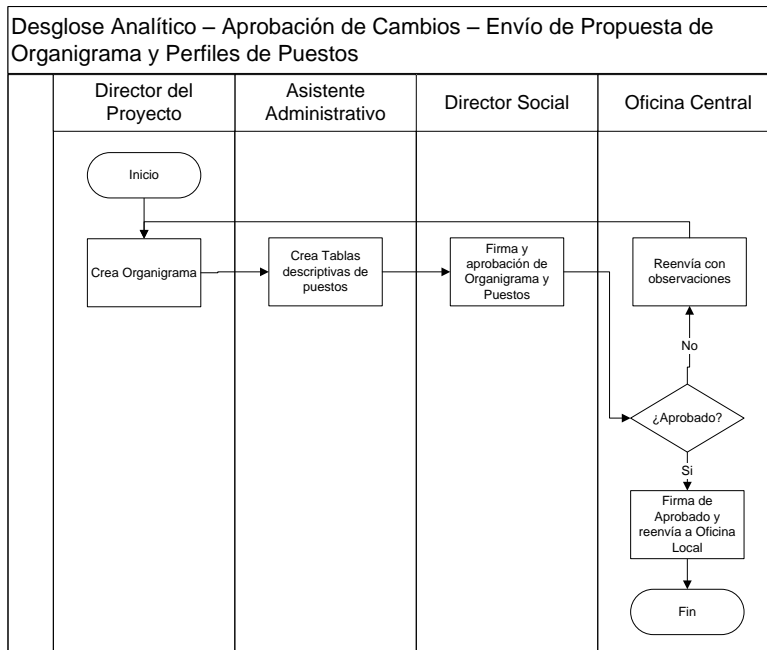 Desglose Analítico – Aprobación de Cambios – Envío de Propuesta de
Organigrama y Perfiles de Puestos
Director del
Proyecto
Asistente
Administrativo
Director Social
Oficina Central
Inicio
Crea Organigrama
Crea Tablas
descriptivas de
puestos
Firma y
aprobación de
Organigrama y
Puestos
Reenvía con
observaciones
No
¿Aprobado?
Si
Firma de
Aprobado y
reenvía a Oficina
Local
Fin